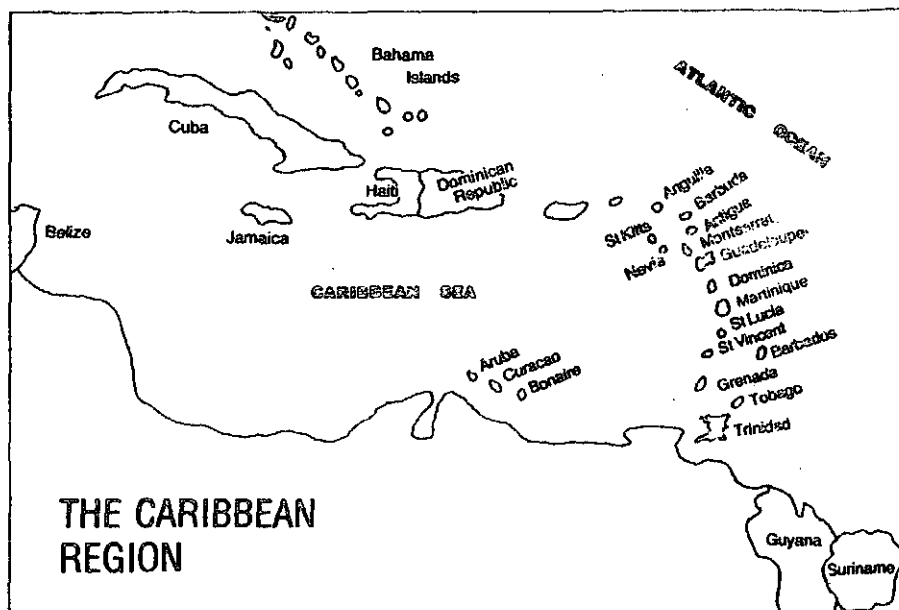 Bahama
Islands
ATLANTIC OCEAN
Cuba
Haiti
Dominican
Republic
Anguilla
Barbuda
Antigua
St Kitts
Montserrat
Nevis
Guadeloupe
Belize
Jamaica
Dominica
CARIBBEAN SEA
Martinique
St Lucia
St Vincent
Barbados
Aruba
Curacao
Bonaire
Grenada
Tobago
Trinidad
THE CARIBBEAN
REGION
Guyana
Suriname